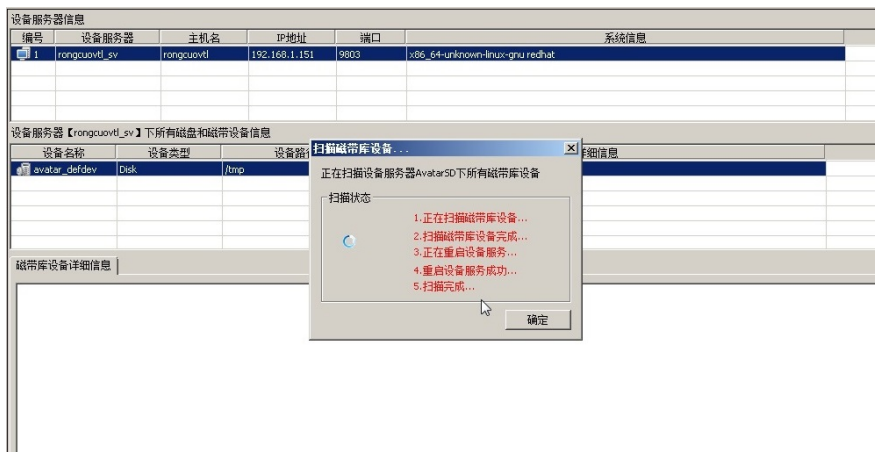 设备服务器信息
编号 设备服务器 主机名 IP地址 端口 系统信息
1 rongcuovtl_sv rongcuovtl 192.168.1.151 9803 x86_64-unknown-linux-gnu redhat
设备服务器【rongcuovtl_sv】下所有磁盘和磁带设备信息
设备名称 设备类型 设备路 详细信息
avatar_defdev Disk /tmp
扫描磁带库设备...
正在扫描设备服务器AvatarSD下所有磁带库设备
扫描状态
1.正在扫描磁带库设备...
2.扫描磁带库设备完成...
3.正在重启设备服务...
4.重启设备服务成功...
5.扫描完成...
确定
磁带库设备详细信息